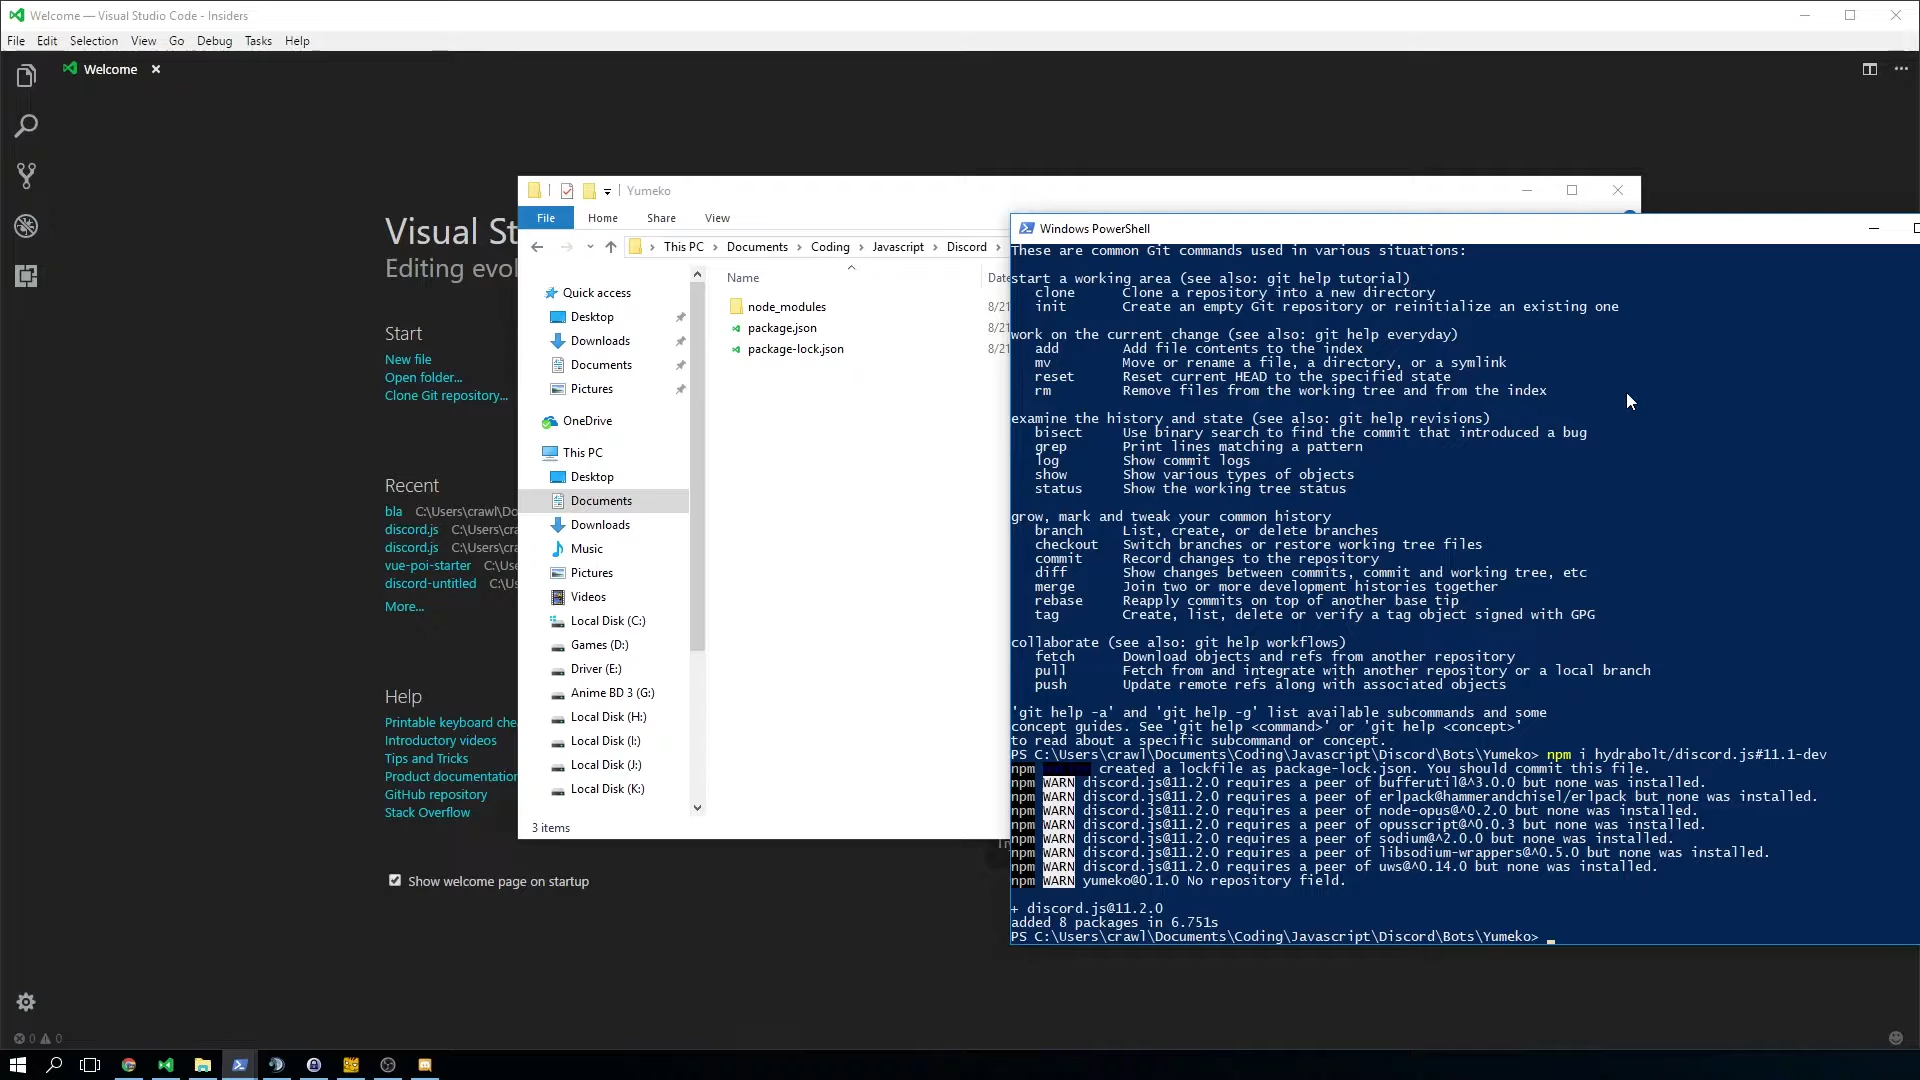 Welcome — Visual Studio Code - Insiders
File Edit Selection View Go Debug Tasks Help
Welcome
Visual St
Editing evol
Start
New file
Open folder...
Clone Git repository...
Recent
bla C:\Users\crawl\Do
discord.js C:\Users\cra
discord.js C:\Users\cra
vue-poi-starter C:\Use
discord-untitled C:\Us
More...
Help
Printable keyboard che
Introductory videos
Tips and Tricks
Product documentation
GitHub repository
Stack Overflow
Show welcome page on startup
0 0
Yumeko
File Home Share View
This PC Documents Coding Javascript Discord
Name Date
Quick access
Desktop
Downloads
Documents
Pictures
OneDrive
This PC
Desktop
Documents
Downloads
Music
Pictures
Videos
Local Disk (C:)
Games (D:)
Driver (E:)
Anime BD 3 (G:)
Local Disk (H:)
Local Disk (I:)
Local Disk (J:)
Local Disk (K:)
node_modules 8/21
package.json 8/21
package-lock.json 8/21
3 items
Windows PowerShell
These are common Git commands used in various situations:
start a working area (see also: git help tutorial)
clone Clone a repository into a new directory
init Create an empty Git repository or reinitialize an existing one
work on the current change (see also: git help everyday)
add Add file contents to the index
mv Move or rename a file, a directory, or a symlink
reset Reset current HEAD to the specified state
rm Remove files from the working tree and from the index
examine the history and state (see also: git help revisions)
bisect Use binary search to find the commit that introduced a bug
grep Print lines matching a pattern
log Show commit logs
show Show various types of objects
status Show the working tree status
grow, mark and tweak your common history
branch List, create, or delete branches
checkout Switch branches or restore working tree files
commit Record changes to the repository
diff Show changes between commits, commit and working tree, etc
merge Join two or more development histories together
rebase Reapply commits on top of another base tip
tag Create, list, delete or verify a tag object signed with GPG
collaborate (see also: git help workflows)
fetch Download objects and refs from another repository
pull Fetch from and integrate with another repository or a local branch
push Update remote refs along with associated objects
'git help -a' and 'git help -g' list available subcommands and some
concept guides. See 'git help <command>' or 'git help <concept>'
to read about a specific subcommand or concept.
PS C:\Users\crawl\Documents\Coding\Javascript\Discord\Bots\Yumeko> npm i hydrabolt/discord.js#11.1-dev
npm created a lockfile as package-lock.json. You should commit this file.
npm WARN discord.js@11.2.0 requires a peer of bufferutil@^3.0.0 but none was installed.
npm WARN discord.js@11.2.0 requires a peer of erlpack@hammerandchisel/erlpack but none was installed.
npm WARN discord.js@11.2.0 requires a peer of node-opus@^0.2.0 but none was installed.
npm WARN discord.js@11.2.0 requires a peer of opusscript@^0.0.3 but none was installed.
npm WARN discord.js@11.2.0 requires a peer of sodium@^2.0.0 but none was installed.
npm WARN discord.js@11.2.0 requires a peer of libsodium-wrappers@^0.5.0 but none was installed.
npm WARN discord.js@11.2.0 requires a peer of uws@^0.14.0 but none was installed.
npm WARN yumeko@0.1.0 No repository field.
+ discord.js@11.2.0
added 8 packages in 6.751s
PS C:\Users\crawl\Documents\Coding\Javascript\Discord\Bots\Yumeko>